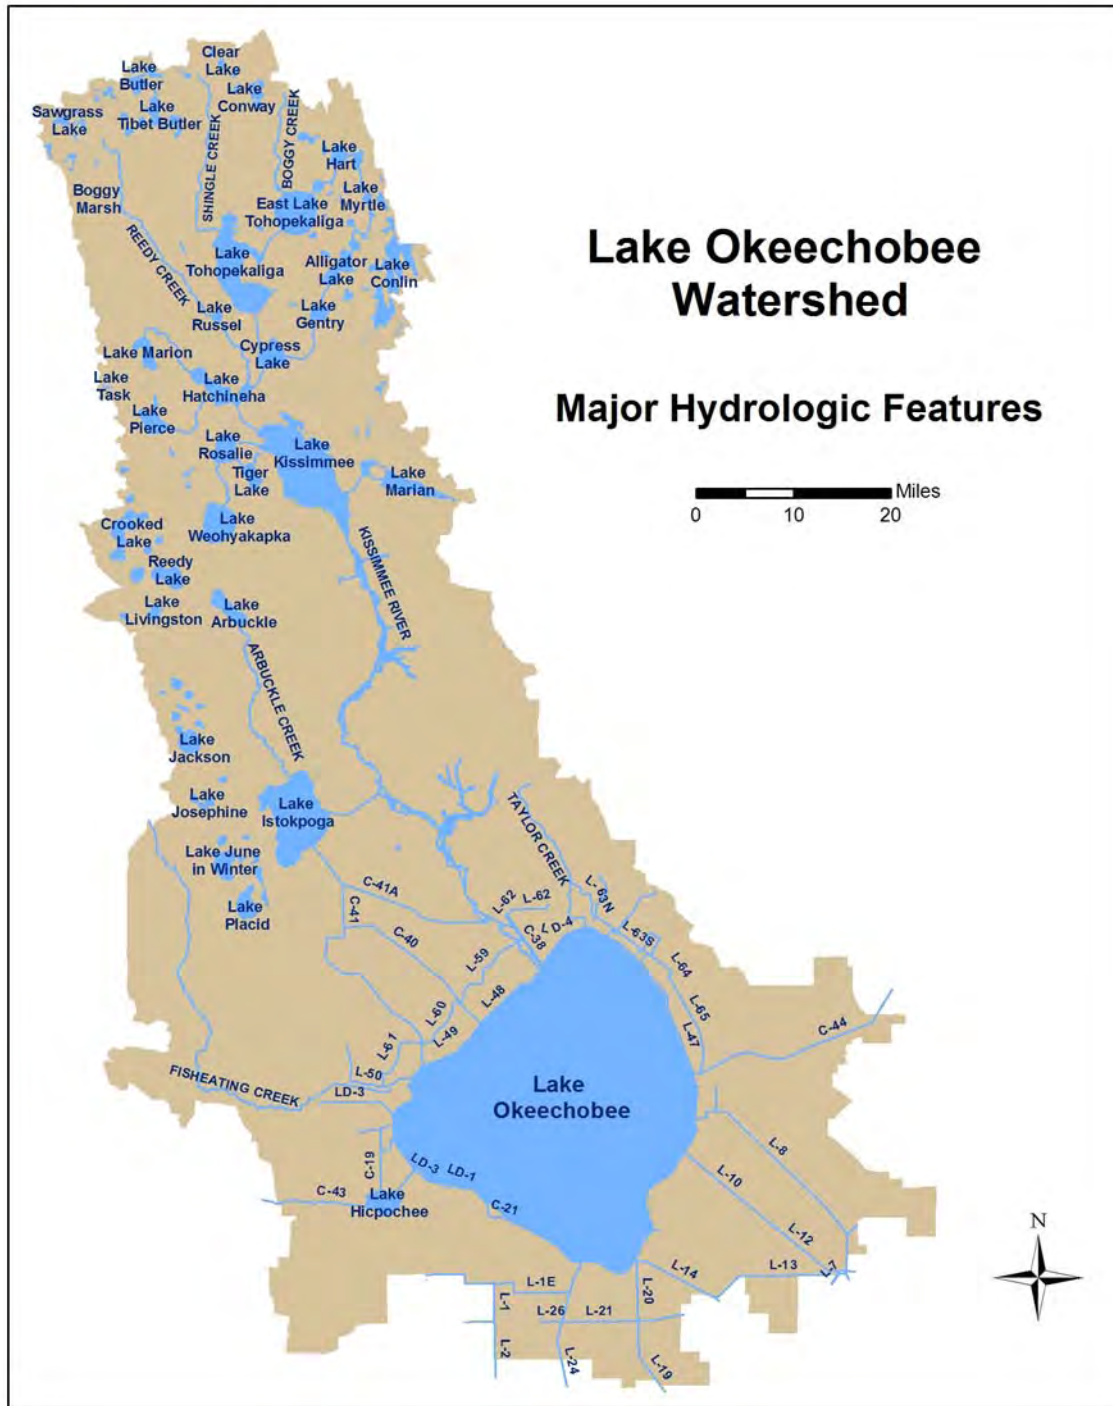 Lake Okeechobee
Watershed
Major Hydrologic Features
Miles
0 10 20
N
Clear
Lake
Lake
Butler
Lake
Conway
Lake
Tibet Butler
Sawgrass
Lake
SHINGLE CREEK
BOGGY CREEK
Lake
Hart
Lake
Myrtle
Boggy
Marsh
East Lake
Tohopekaliga
REEDY CREEK
Lake
Tohopekaliga
Alligator
Lake
Lake
Conlin
Lake
Russel
Lake
Gentry
Cypress
Lake
Lake Marion
Lake
Task
Lake
Hatchineha
Lake
Pierce
Lake
Rosalie
Lake
Kissimmee
Tiger
Lake
Lake
Marian
Crooked
Lake
Lake
Weohyakapka
KISSIMMEE RIVER
Reedy
Lake
Lake
Livingston
Lake
Arbuckle
ARBUCKLE CREEK
Lake
Jackson
Lake
Josephine
Lake
Istokpoga
TAYLOR CREEK
Lake June
in Winter
Lake
Placid
C-41A
C-41
C-40
L-62
L-62
C-38
LD-4
L-63N
L-63S
L-64
L-65
L-47
L-59
L-48
L-60
L-49
L-61
L-50
LD-3
FISHEATING CREEK
C-44
Lake
Okeechobee
L-8
L-10
L-12
C-19
LD-3
LD-1
C-43
Lake
Hicpochee
C-21
L-13
L-7
L-14
L-1E
L-20
L-1
L-26
L-21
L-2
L-24
L-19